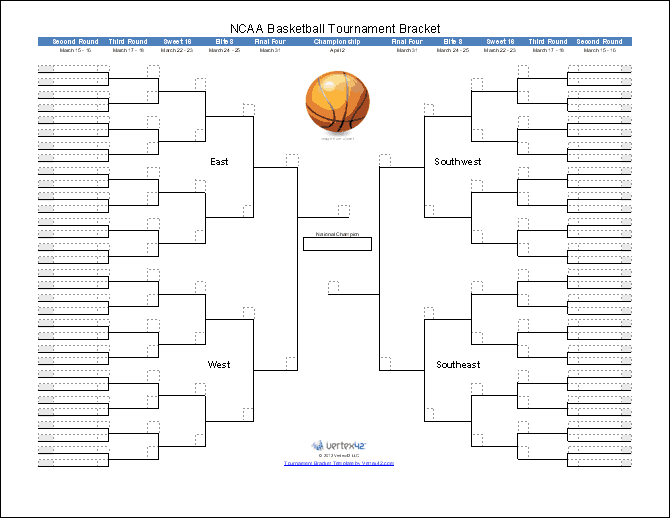 NCAA Basketball Tournament Bracket
Second Round Third Round Sweet 16 Elite 8 Final Four Championship Final Four Elite 8 Sweet 16 Third Round Second Round
March 15 - 16 March 17 - 18 March 22 - 23 March 24 - 25 March 31 April 2 March 31 March 24 - 25 March 22 - 23 March 17 - 18 March 15 - 16
East Southwest
National Champion
West Southeast
vertex42
© 2012 Vertex42 LLC
Tournament Bracket Template by Vertex42.com